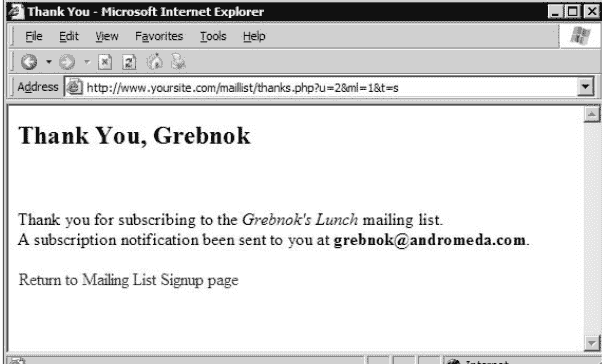 Thank You - Microsoft Internet Explorer
File Edit View Favorites Tools Help
Address http://www.yoursite.com/maillist/thanks.php?u=2&ml=1&t=s
Thank You, Grebnok
Thank you for subscribing to the Grebnok's Lunch mailing list.
A subscription notification been sent to you at grebnok@andromeda.com.
Return to Mailing List Signup page
Internet